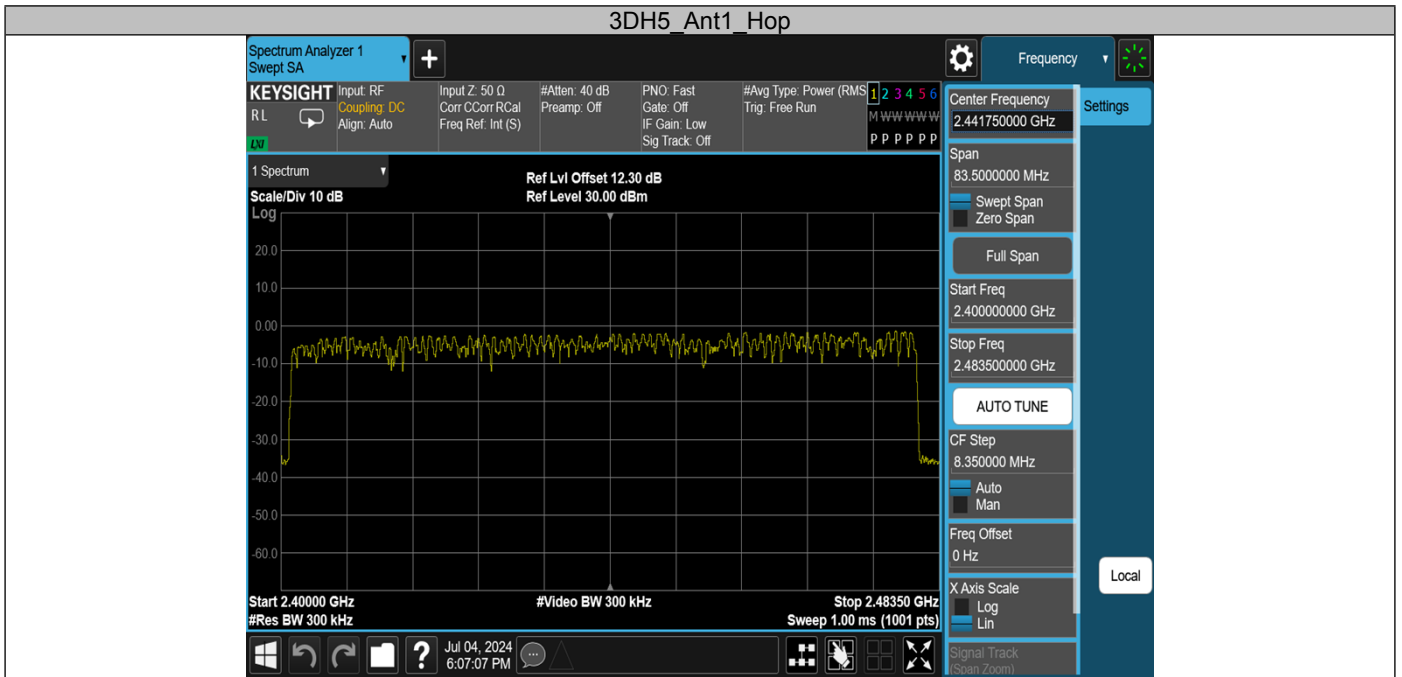 3DH5_Ant1_Hop
Spectrum Analyzer 1
Swept SA
+
Frequency
KEYSIGHT
RL
LXI
Input: RF
Coupling: DC
Align: Auto
Input Z: 50 Ω
Corr CCorr RCal
Freq Ref: Int (S)
#Atten: 40 dB
Preamp: Off
PNO: Fast
Gate: Off
IF Gain: Low
Sig Track: Off
#Avg Type: Power (RMS
Trig: Free Run
1 2 3 4 5 6
M W W W W W
P P P P P P
Center Frequency
2.441750000 GHz
Settings
Span
83.5000000 MHz
Swept Span
Zero Span
Full Span
Start Freq
2.400000000 GHz
Stop Freq
2.483500000 GHz
AUTO TUNE
CF Step
8.350000 MHz
Auto
Man
Freq Offset
0 Hz
X Axis Scale
Log
Lin
Signal Track
(Span Zoom)
Local
1 Spectrum
Scale/Div 10 dB
Ref Lvl Offset 12.30 dB
Ref Level 30.00 dBm
Log
20.0
10.0
0.00
-10.0
-20.0
-30.0
-40.0
-50.0
-60.0
Start 2.40000 GHz
#Video BW 300 kHz
Stop 2.48350 GHz
#Res BW 300 kHz
Sweep 1.00 ms (1001 pts)
?
Jul 04, 2024
6:07:07 PM